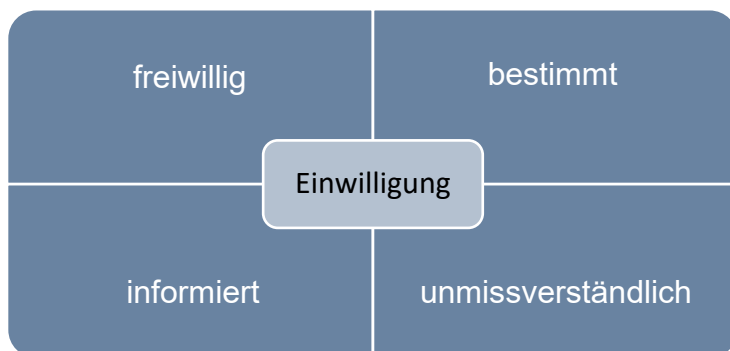 freiwillig
bestimmt
Einwilligung
informiert
unmissverständlich